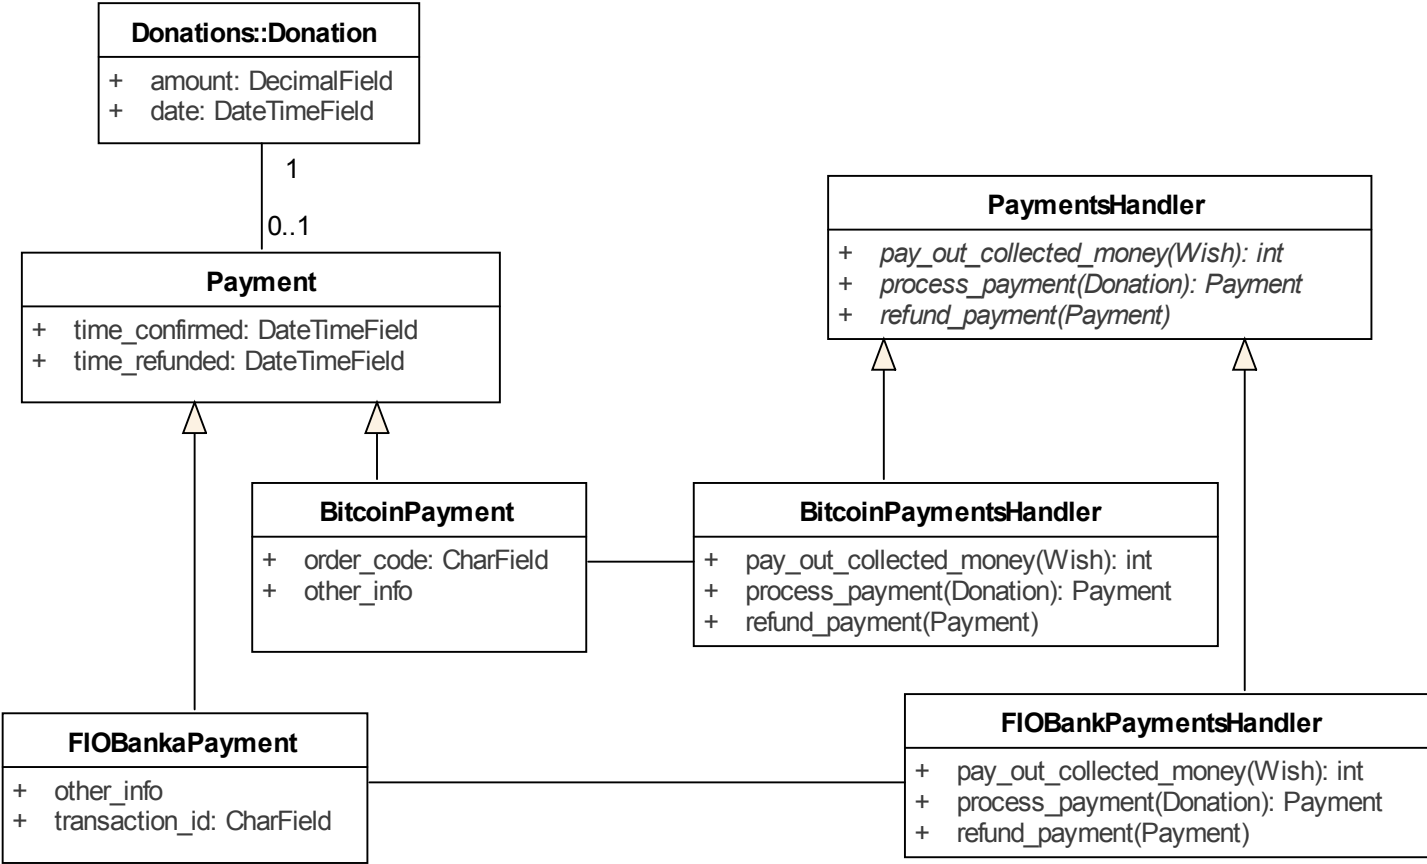 Donations::Donation
+ amount: DecimalField
+ date: DateTimeField
1
0..1
Payment
+ time_confirmed: DateTimeField
+ time_refunded: DateTimeField
PaymentsHandler
+ pay_out_collected_money(Wish): int
+ process_payment(Donation): Payment
+ refund_payment(Payment)
BitcoinPayment
+ order_code: CharField
+ other_info
BitcoinPaymentsHandler
+ pay_out_collected_money(Wish): int
+ process_payment(Donation): Payment
+ refund_payment(Payment)
FIOBankaPayment
+ other_info
+ transaction_id: CharField
FIOBankPaymentsHandler
+ pay_out_collected_money(Wish): int
+ process_payment(Donation): Payment
+ refund_payment(Payment)